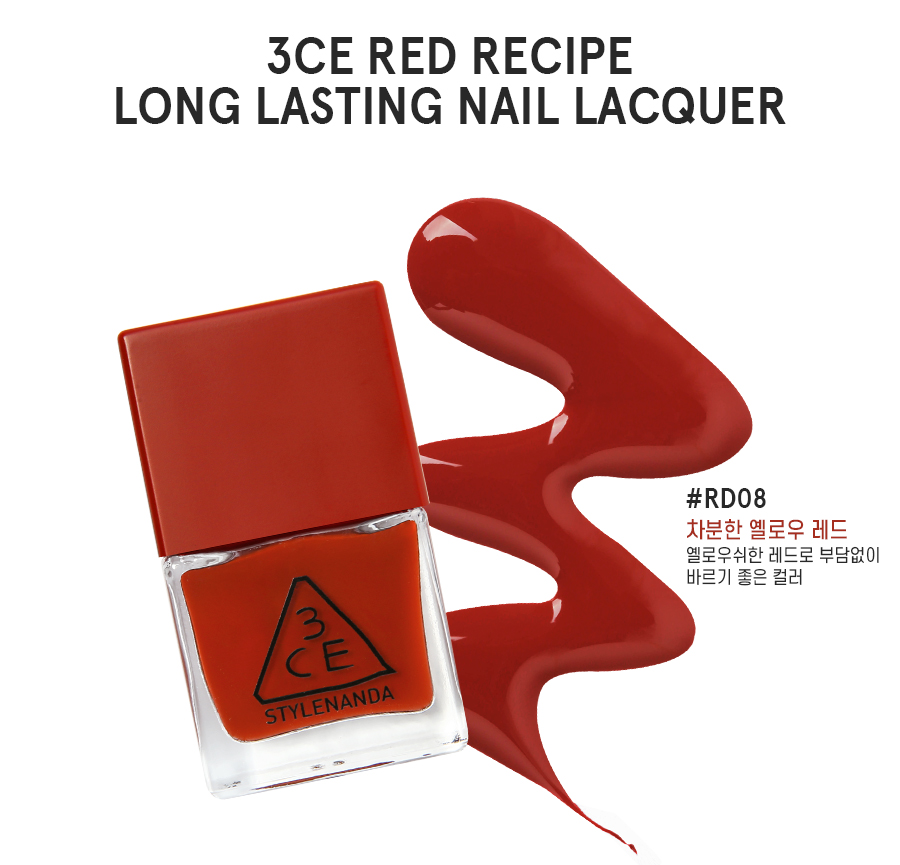 3CE RED RECIPE
LONG LASTING NAIL LACQUER
#RD08
차분한 옐로우 레드
옐로우쉬한 레드로 부담없이
바르기 좋은 컬러
3
CE
STYLENANDA